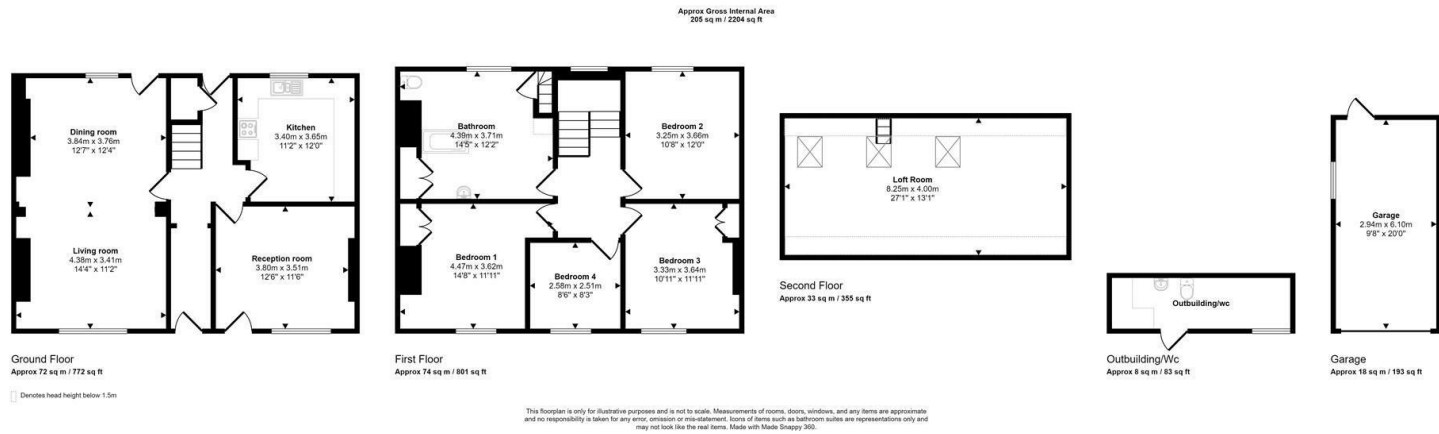 Approx Gross Internal Area
205 sq m / 2204 sq ft
Dining room
3.84m x 3.76m
12'7" x 12'4"
Kitchen
3.40m x 3.65m
11'2" x 12'0"
Living room
4.38m x 3.41m
14'4" x 11'2"
Reception room
3.80m x 3.51m
12'6" x 11'6"
Ground Floor
Approx 72 sq m / 772 sq ft
Denotes head height below 1.5m
Bathroom
4.39m x 3.71m
14'5" x 12'2"
Bedroom 2
3.25m x 3.66m
10'8" x 12'0"
Bedroom 1
4.47m x 3.62m
14'8" x 11'11"
Bedroom 4
2.58m x 2.51m
8'6" x 8'3"
Bedroom 3
3.33m x 3.64m
10'11" x 11'11"
First Floor
Approx 74 sq m / 801 sq ft
Loft Room
8.25m x 4.00m
27'1" x 13'1"
Second Floor
Approx 33 sq m / 355 sq ft
Outbuilding/wc
Outbuilding/Wc
Approx 8 sq m / 83 sq ft
Garage
2.94m x 6.10m
9'8" x 20'0"
Garage
Approx 18 sq m / 193 sq ft
This floorplan is only for illustrative purposes and is not to scale. Measurements of rooms, doors, windows, and any items are approximate
and no responsibility is taken for any error, omission or mis-statement. Icons of items such as bathroom suites are representations only and
may not look like the real items. Made with Made Snappy 360.